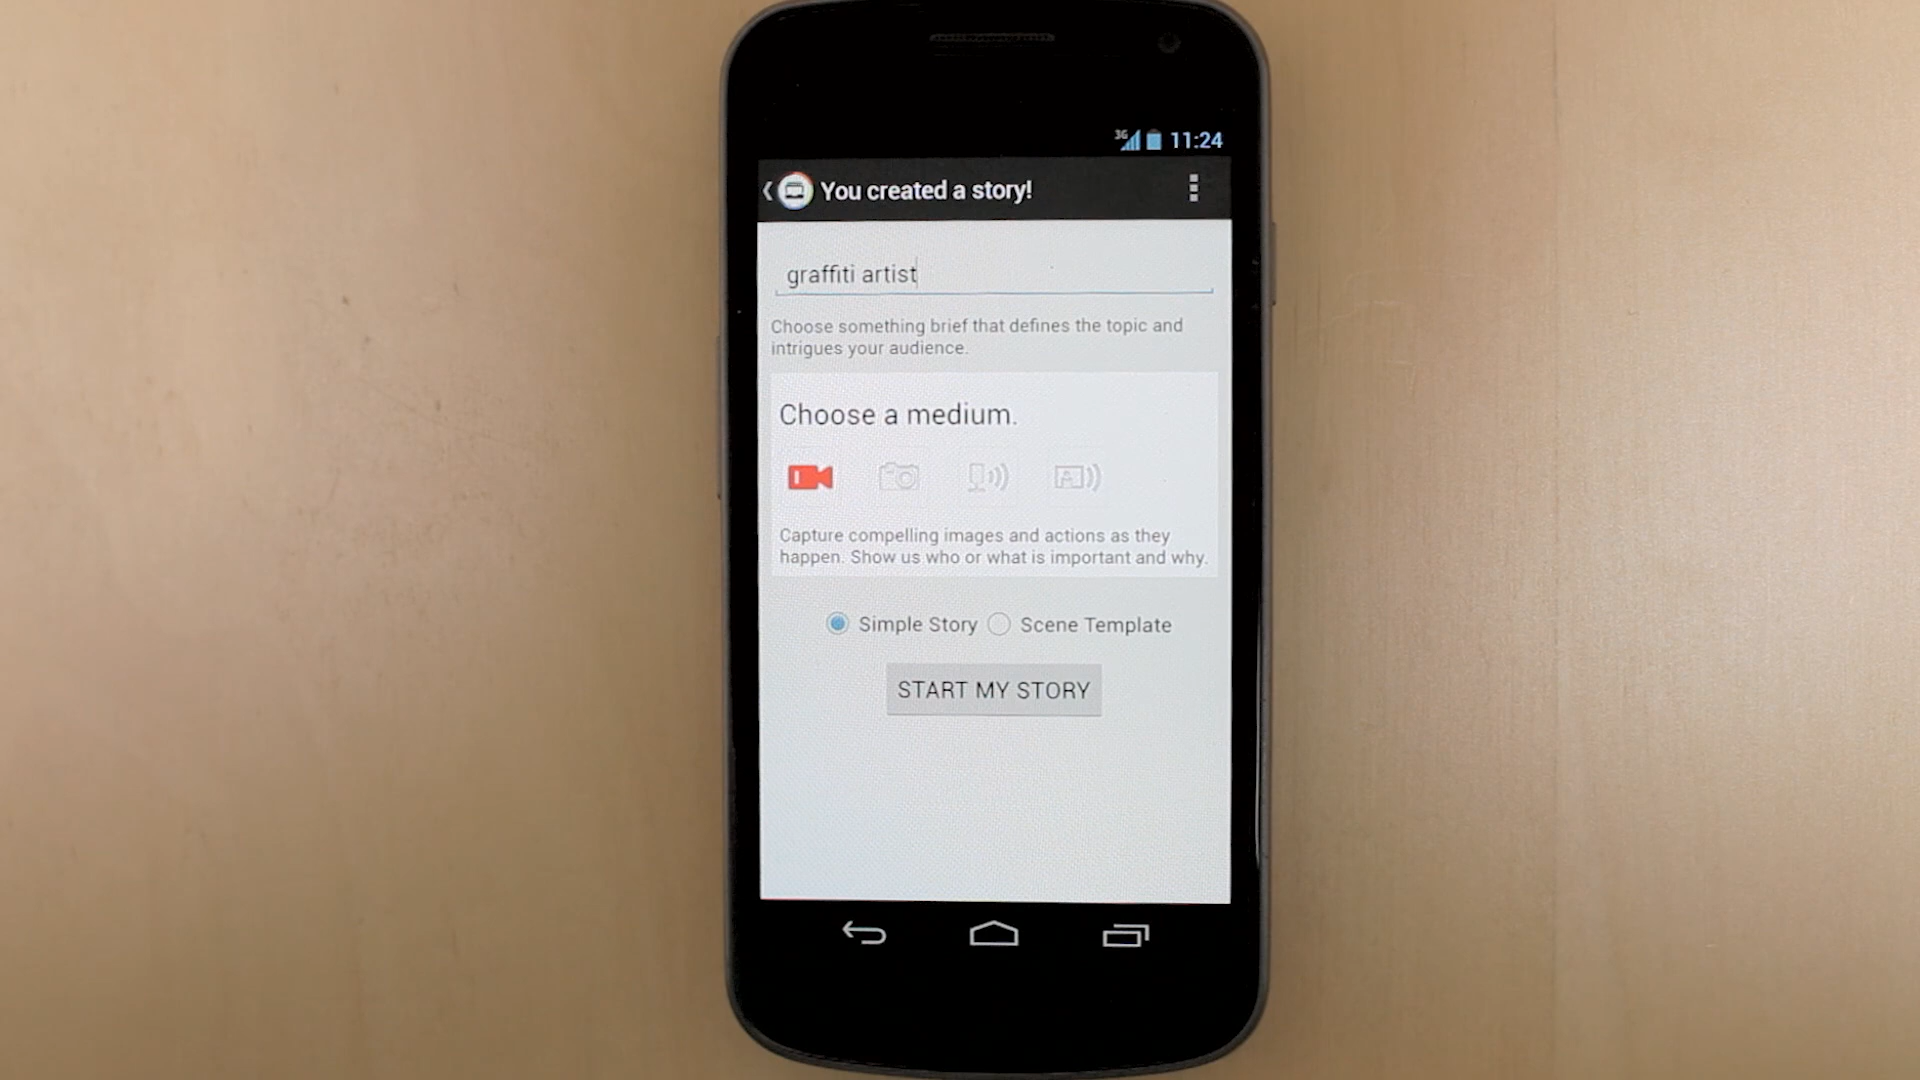 3G 11:24
You created a story!
graffiti artist
Choose something brief that defines the topic and
intrigues your audience.
Choose a medium.
A
Capture compelling images and actions as they
happen. Show us who or what is important and why.
Simple Story Scene Template
START MY STORY